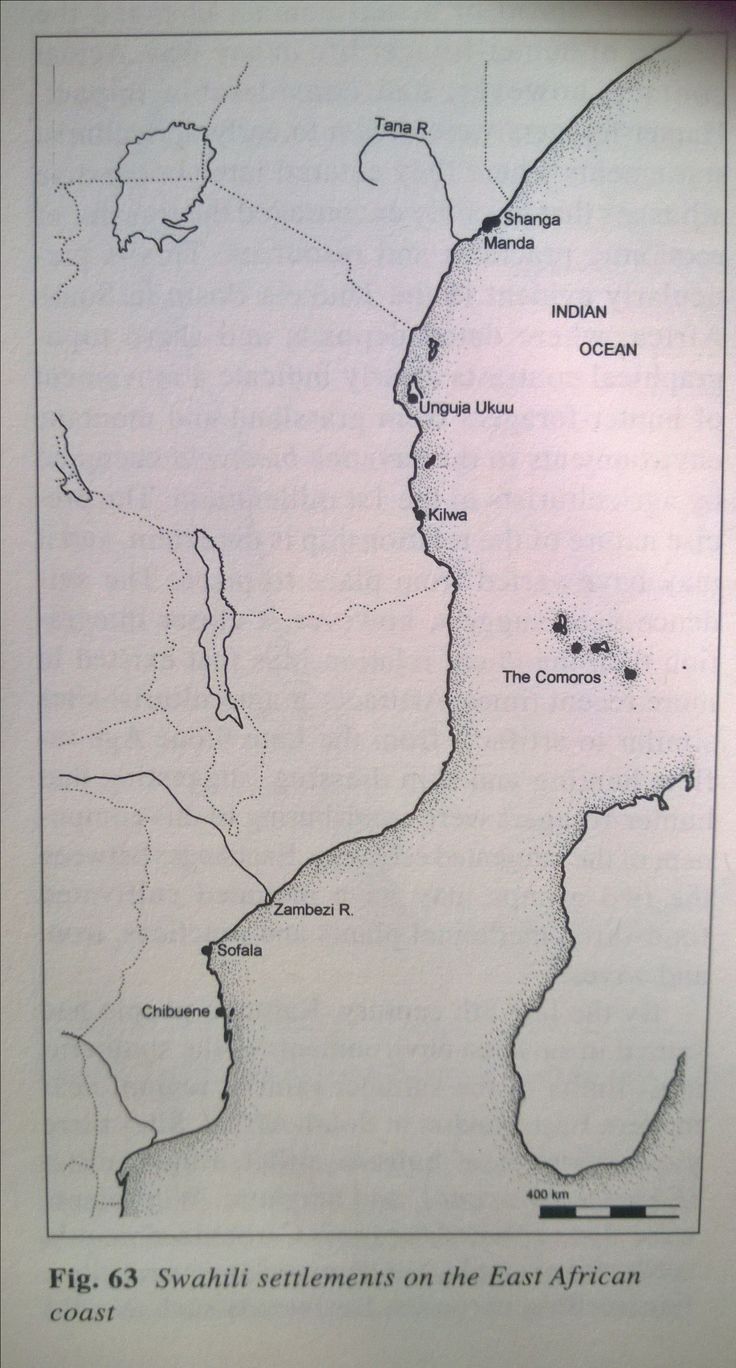 Tana R.
Shanga
Manda
INDIAN
OCEAN
Unguja Ukuu
Kilwa
The Comoros
Zambezi R.
Sofala
Chibuene
400 km
Fig. 63 Swahili settlements on the East African
coast